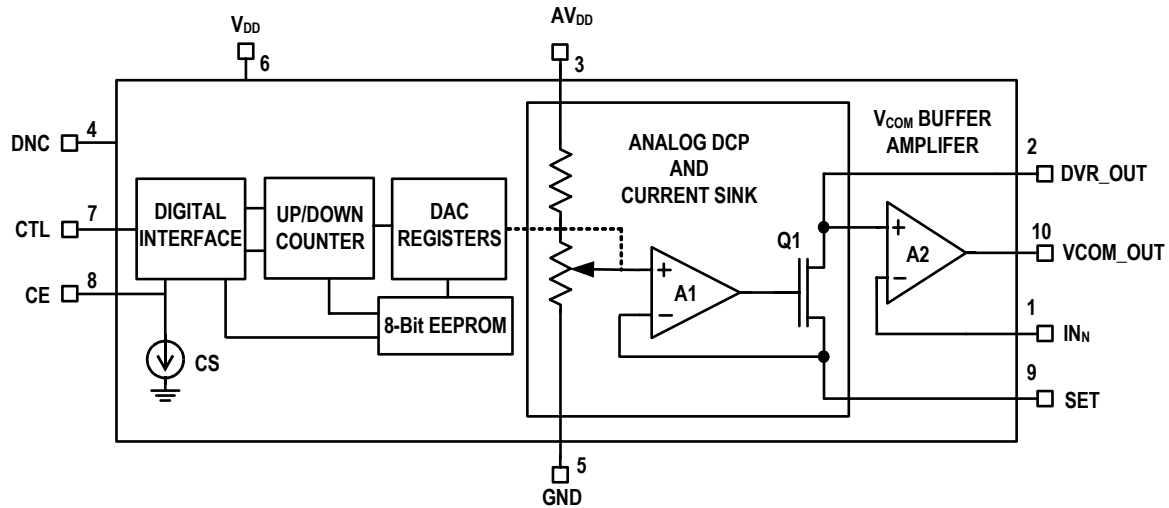 VDD
6
AVDD
3
DNC
4
CTL
7
CE
8
DIGITAL
INTERFACE
UP/DOWN
COUNTER
DAC
REGISTERS
8-Bit EEPROM
CS
ANALOG DCP
AND
CURRENT SINK
A1
Q1
VCOM BUFFER
AMPLIFER
A2
2
DVR_OUT
10
VCOM_OUT
1
INN
9
SET
5
GND
+
−
+
−